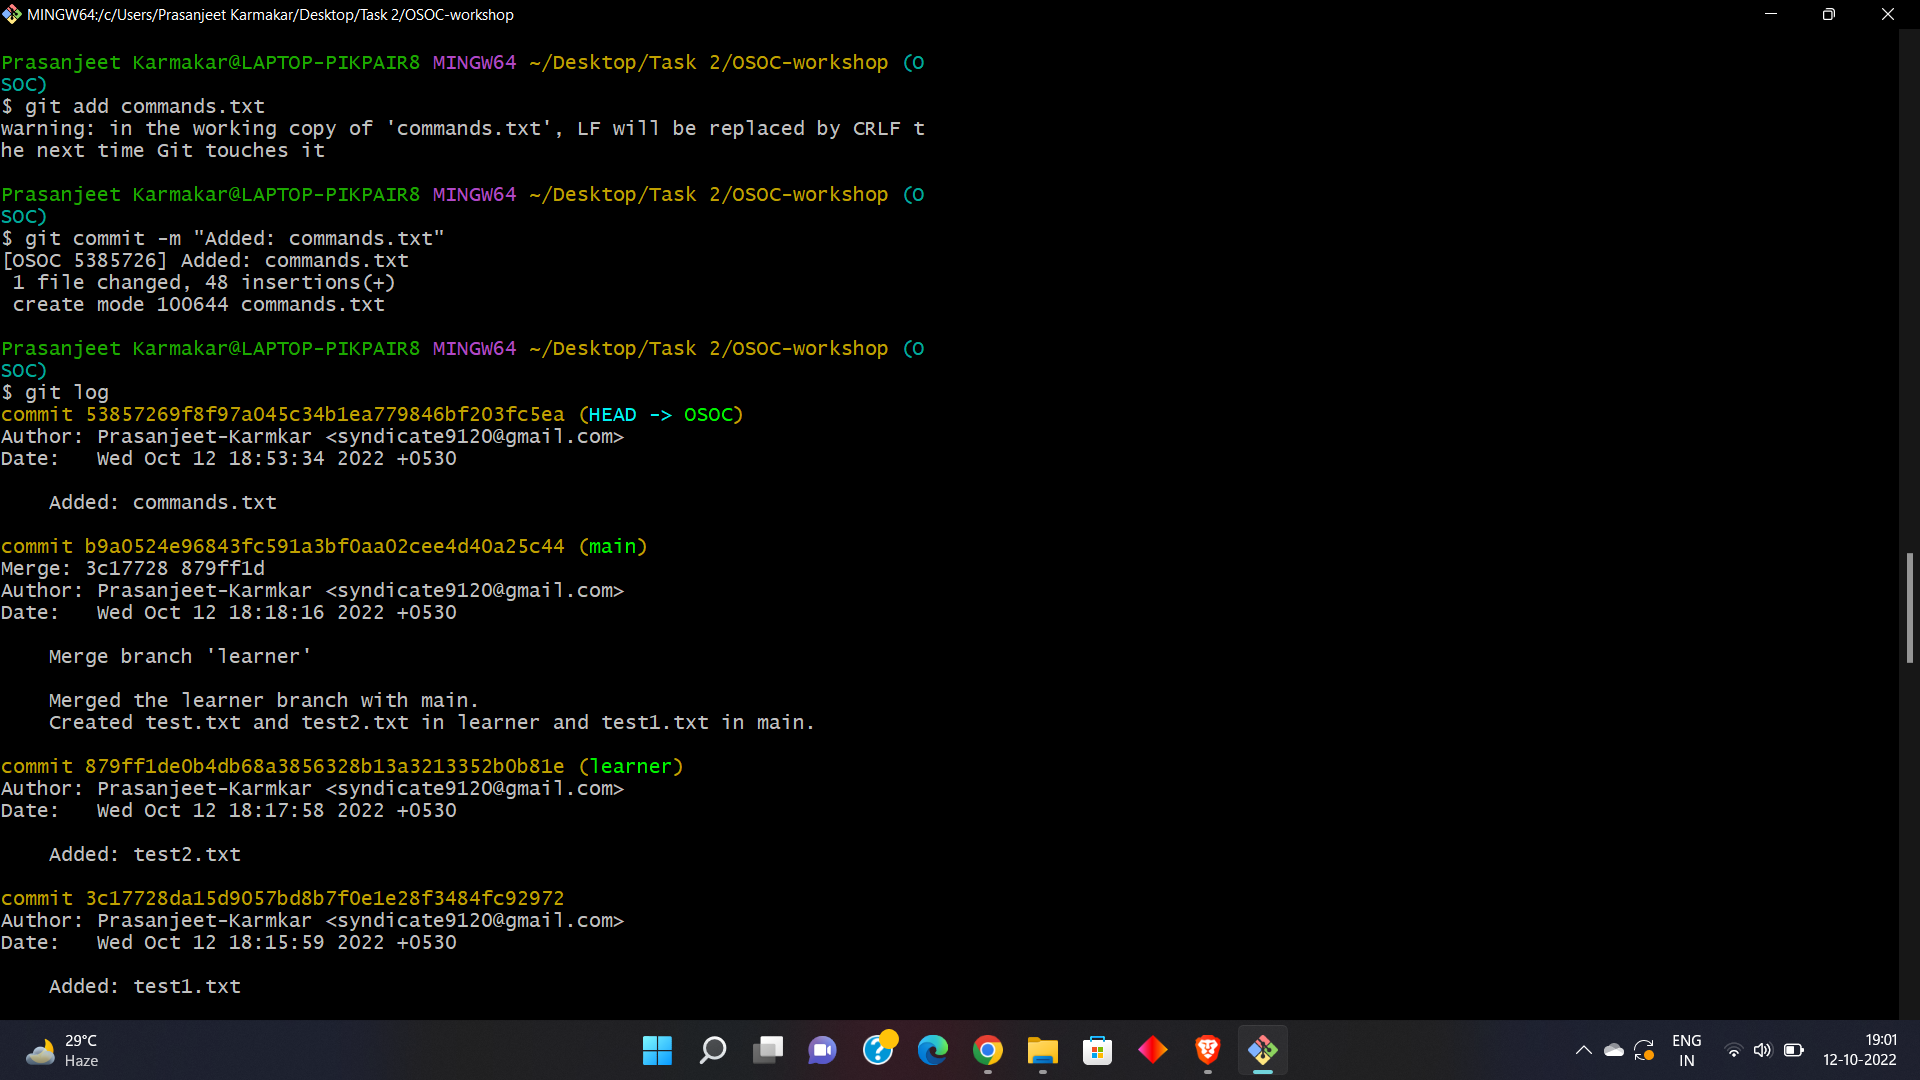 MINGW64:/c/Users/Prasanjeet Karmakar/Desktop/Task 2/OSOC-workshop
Prasanjeet Karmakar@LAPTOP-PIKPAIR8 MINGW64 ~/Desktop/Task 2/OSOC-workshop (O
SOC)
$ git add commands.txt
warning: in the working copy of 'commands.txt', LF will be replaced by CRLF t
he next time Git touches it
Prasanjeet Karmakar@LAPTOP-PIKPAIR8 MINGW64 ~/Desktop/Task 2/OSOC-workshop (O
SOC)
$ git commit -m "Added: commands.txt"
[OSOC 5385726] Added: commands.txt
1 file changed, 48 insertions(+)
create mode 100644 commands.txt
Prasanjeet Karmakar@LAPTOP-PIKPAIR8 MINGW64 ~/Desktop/Task 2/OSOC-workshop (O
SOC)
$ git log
commit 53857269f8f97a045c34b1ea779846bf203fc5ea (HEAD -> OSOC)
Author: Prasanjeet-Karmkar <syndicate9120@gmail.com>
Date:   Wed Oct 12 18:53:34 2022 +0530
Added: commands.txt
commit b9a0524e96843fc591a3bf0aa02cee4d40a25c44 (main)
Merge: 3c17728 879ff1d
Author: Prasanjeet-Karmkar <syndicate9120@gmail.com>
Date:   Wed Oct 12 18:18:16 2022 +0530
Merge branch 'learner'
Merged the learner branch with main.
Created test.txt and test2.txt in learner and test1.txt in main.
commit 879ff1de0b4db68a3856328b13a3213352b0b81e (learner)
Author: Prasanjeet-Karmkar <syndicate9120@gmail.com>
Date:   Wed Oct 12 18:17:58 2022 +0530
Added: test2.txt
commit 3c17728da15d9057bd8b7f0e1e28f3484fc92972
Author: Prasanjeet-Karmkar <syndicate9120@gmail.com>
Date:   Wed Oct 12 18:15:59 2022 +0530
Added: test1.txt
29°C
Haze
ENG
IN
19:01
12-10-2022